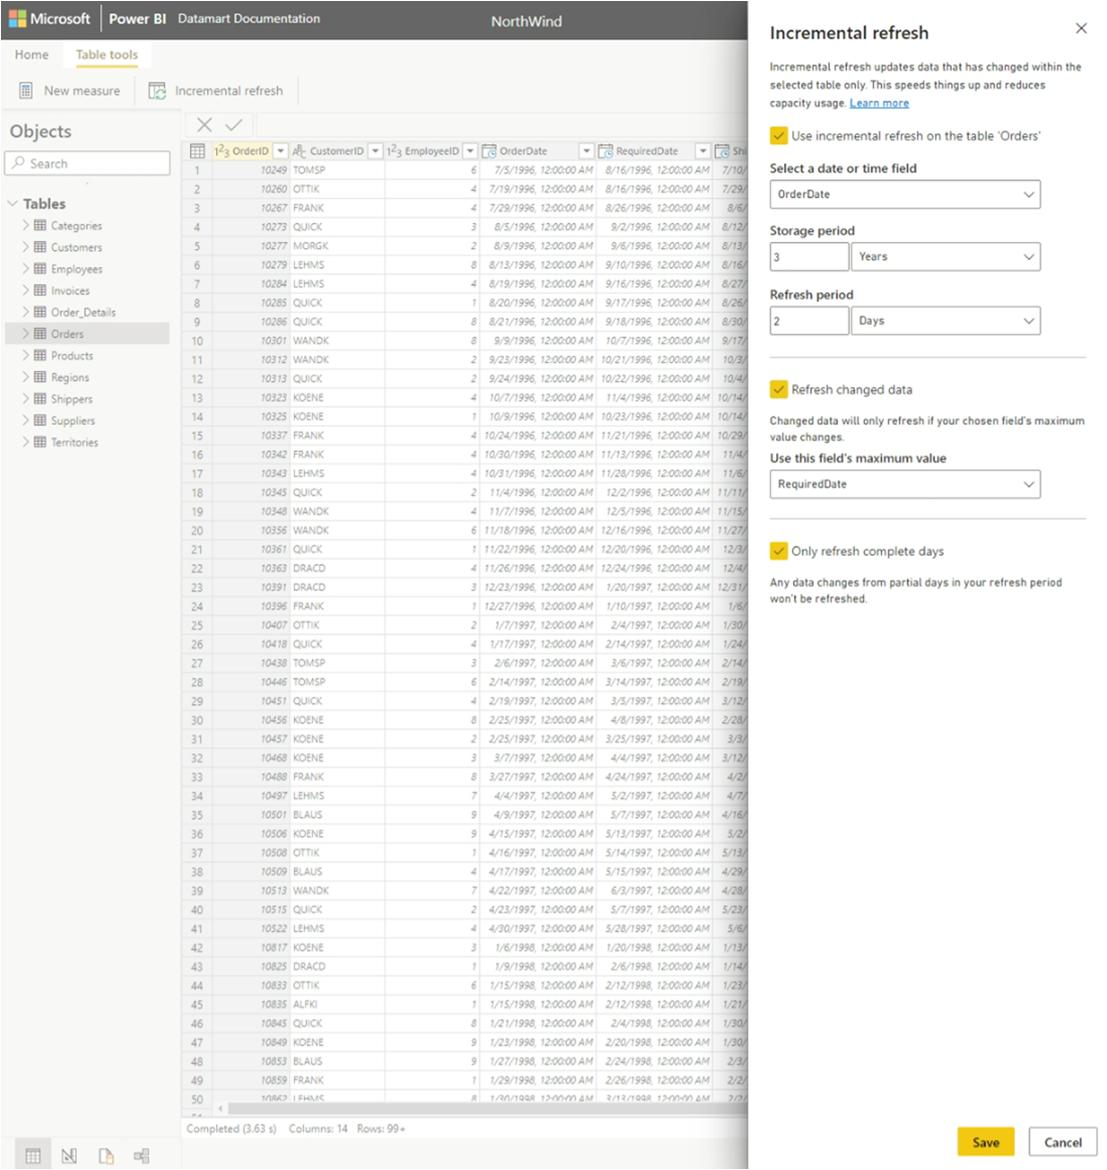 Microsoft Power BI Datamart Documentation NorthWind
Home Table tools
New measure Incremental refresh
Objects
Search
Tables
Categories
Customers
Employees
Invoices
Order_Details
Orders
Products
Regions
Shippers
Suppliers
Territories
OrderID CustomerID EmployeeID OrderDate RequiredDate Shi
1 10249 TOMSP 6 7/5/1996, 12:00:00 AM 8/16/1996, 12:00:00 AM 7/10/
2 10260 OTTIK 4 7/19/1996, 12:00:00 AM 8/16/1996, 12:00:00 AM 7/29/
3 10267 FRANK 4 7/29/1996, 12:00:00 AM 8/26/1996, 12:00:00 AM 8/6/
4 10273 QUICK 3 8/5/1996, 12:00:00 AM 9/2/1996, 12:00:00 AM 8/12/
5 10277 MORGK 2 8/9/1996, 12:00:00 AM 9/6/1996, 12:00:00 AM 8/13/
6 10279 LEHMS 8 8/13/1996, 12:00:00 AM 9/10/1996, 12:00:00 AM 8/16/
7 10284 LEHMS 4 8/19/1996, 12:00:00 AM 9/16/1996, 12:00:00 AM 8/27/
8 10285 QUICK 1 8/20/1996, 12:00:00 AM 9/17/1996, 12:00:00 AM 8/26/
9 10286 QUICK 8 8/21/1996, 12:00:00 AM 9/18/1996, 12:00:00 AM 8/30/
10 10301 WANDK 8 9/9/1996, 12:00:00 AM 10/7/1996, 12:00:00 AM 9/17/
11 10312 WANDK 2 9/23/1996, 12:00:00 AM 10/21/1996, 12:00:00 AM 10/3/
12 10313 QUICK 2 9/24/1996, 12:00:00 AM 10/22/1996, 12:00:00 AM 10/4/
13 10323 KOENE 4 10/7/1996, 12:00:00 AM 11/4/1996, 12:00:00 AM 10/14/
14 10325 KOENE 1 10/9/1996, 12:00:00 AM 10/23/1996, 12:00:00 AM 10/14/
15 10337 FRANK 4 10/24/1996, 12:00:00 AM 11/21/1996, 12:00:00 AM 10/29/
16 10342 FRANK 4 10/30/1996, 12:00:00 AM 11/13/1996, 12:00:00 AM 11/4/
17 10343 LEHMS 4 10/31/1996, 12:00:00 AM 11/28/1996, 12:00:00 AM 11/6/
18 10345 QUICK 2 11/4/1996, 12:00:00 AM 12/2/1996, 12:00:00 AM 11/11/
19 10348 WANDK 4 11/7/1996, 12:00:00 AM 12/5/1996, 12:00:00 AM 11/15/
20 10356 WANDK 6 11/18/1996, 12:00:00 AM 12/16/1996, 12:00:00 AM 11/27/
21 10361 QUICK 1 11/22/1996, 12:00:00 AM 12/20/1996, 12:00:00 AM 12/3/
22 10363 DRACD 4 11/26/1996, 12:00:00 AM 12/24/1996, 12:00:00 AM 12/4/
23 10391 DRACD 3 12/23/1996, 12:00:00 AM 1/20/1997, 12:00:00 AM 12/31/
24 10396 FRANK 1 12/27/1996, 12:00:00 AM 1/10/1997, 12:00:00 AM 1/6/
25 10407 OTTIK 2 1/7/1997, 12:00:00 AM 2/4/1997, 12:00:00 AM 1/30/
26 10418 QUICK 4 1/17/1997, 12:00:00 AM 2/14/1997, 12:00:00 AM 1/24/
27 10438 TOMSP 3 2/6/1997, 12:00:00 AM 3/6/1997, 12:00:00 AM 2/14/
28 10446 TOMSP 6 2/14/1997, 12:00:00 AM 3/14/1997, 12:00:00 AM 2/19/
29 10451 QUICK 4 2/19/1997, 12:00:00 AM 3/5/1997, 12:00:00 AM 3/12/
30 10456 KOENE 8 2/25/1997, 12:00:00 AM 4/8/1997, 12:00:00 AM 2/28/
31 10457 KOENE 2 2/25/1997, 12:00:00 AM 3/25/1997, 12:00:00 AM 3/3/
32 10468 KOENE 3 3/7/1997, 12:00:00 AM 4/4/1997, 12:00:00 AM 3/12/
33 10488 FRANK 8 3/27/1997, 12:00:00 AM 4/24/1997, 12:00:00 AM 4/2/
34 10497 LEHMS 7 4/4/1997, 12:00:00 AM 5/2/1997, 12:00:00 AM 4/7/
35 10501 BLAUS 9 4/9/1997, 12:00:00 AM 5/7/1997, 12:00:00 AM 4/16/
36 10506 KOENE 9 4/15/1997, 12:00:00 AM 5/13/1997, 12:00:00 AM 5/2/
37 10508 OTTIK 1 4/16/1997, 12:00:00 AM 5/14/1997, 12:00:00 AM 5/13/
38 10509 BLAUS 4 4/17/1997, 12:00:00 AM 5/15/1997, 12:00:00 AM 4/29/
39 10513 WANDK 7 4/22/1997, 12:00:00 AM 6/3/1997, 12:00:00 AM 4/28/
40 10515 QUICK 2 4/23/1997, 12:00:00 AM 5/7/1997, 12:00:00 AM 5/23/
41 10522 LEHMS 4 4/30/1997, 12:00:00 AM 5/28/1997, 12:00:00 AM 5/6/
42 10817 KOENE 3 1/6/1998, 12:00:00 AM 1/20/1998, 12:00:00 AM 1/13/
43 10825 DRACD 1 1/9/1998, 12:00:00 AM 2/6/1998, 12:00:00 AM 1/14/
44 10833 OTTIK 6 1/15/1998, 12:00:00 AM 2/12/1998, 12:00:00 AM 1/23/
45 10835 ALFKI 1 1/15/1998, 12:00:00 AM 2/12/1998, 12:00:00 AM 1/21/
46 10845 QUICK 8 1/21/1998, 12:00:00 AM 2/4/1998, 12:00:00 AM 1/30/
47 10849 KOENE 9 1/23/1998, 12:00:00 AM 2/20/1998, 12:00:00 AM 1/30/
48 10853 BLAUS 9 1/27/1998, 12:00:00 AM 2/24/1998, 12:00:00 AM 2/3/
49 10859 FRANK 1 1/29/1998, 12:00:00 AM 2/26/1998, 12:00:00 AM 2/2/
50 10862 LEHMS 8 1/30/1998, 12:00:00 AM 3/13/1998, 12:00:00 AM 2/2/
Completed (3.63 s) Columns: 14 Rows: 99+
Incremental refresh
Incremental refresh updates data that has changed within the
selected table only. This speeds things up and reduces
capacity usage. Learn more
Use incremental refresh on the table 'Orders'
Select a date or time field
OrderDate
Storage period
3 Years
Refresh period
2 Days
Refresh changed data
Changed data will only refresh if your chosen field's maximum
value changes.
Use this field's maximum value
RequiredDate
Only refresh complete days
Any data changes from partial days in your refresh period
won't be refreshed.
Save Cancel